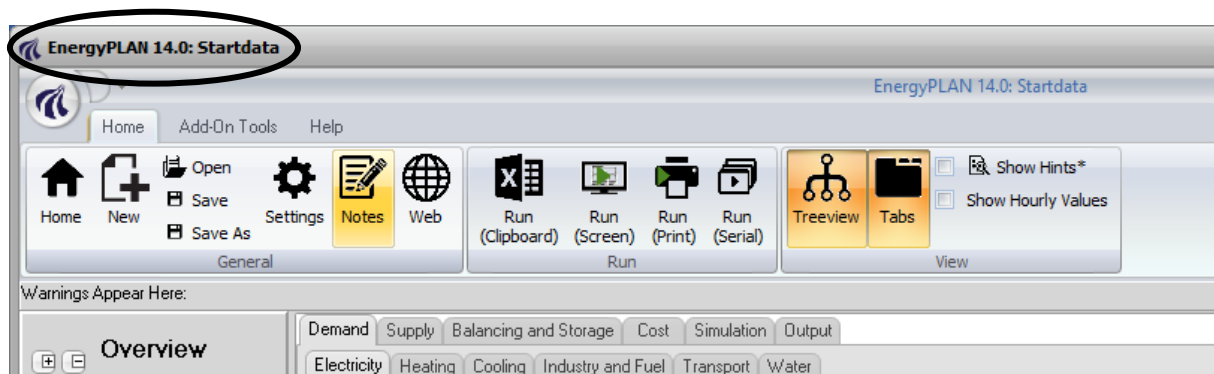 EnergyPLAN 14.0: Startdata
EnergyPLAN 14.0: Startdata
Home Add-On Tools Help
Home
New
Open
Save
Save As
Settings
Notes
Web
General
Run
(Clipboard)
Run
(Screen)
Run
(Print)
Run
(Serial)
Run
Treeview
Tabs
Show Hints*
Show Hourly Values
View
Warnings Appear Here:
Overview
Demand Supply Balancing and Storage Cost Simulation Output
Electricity Heating Cooling Industry and Fuel Transport Water